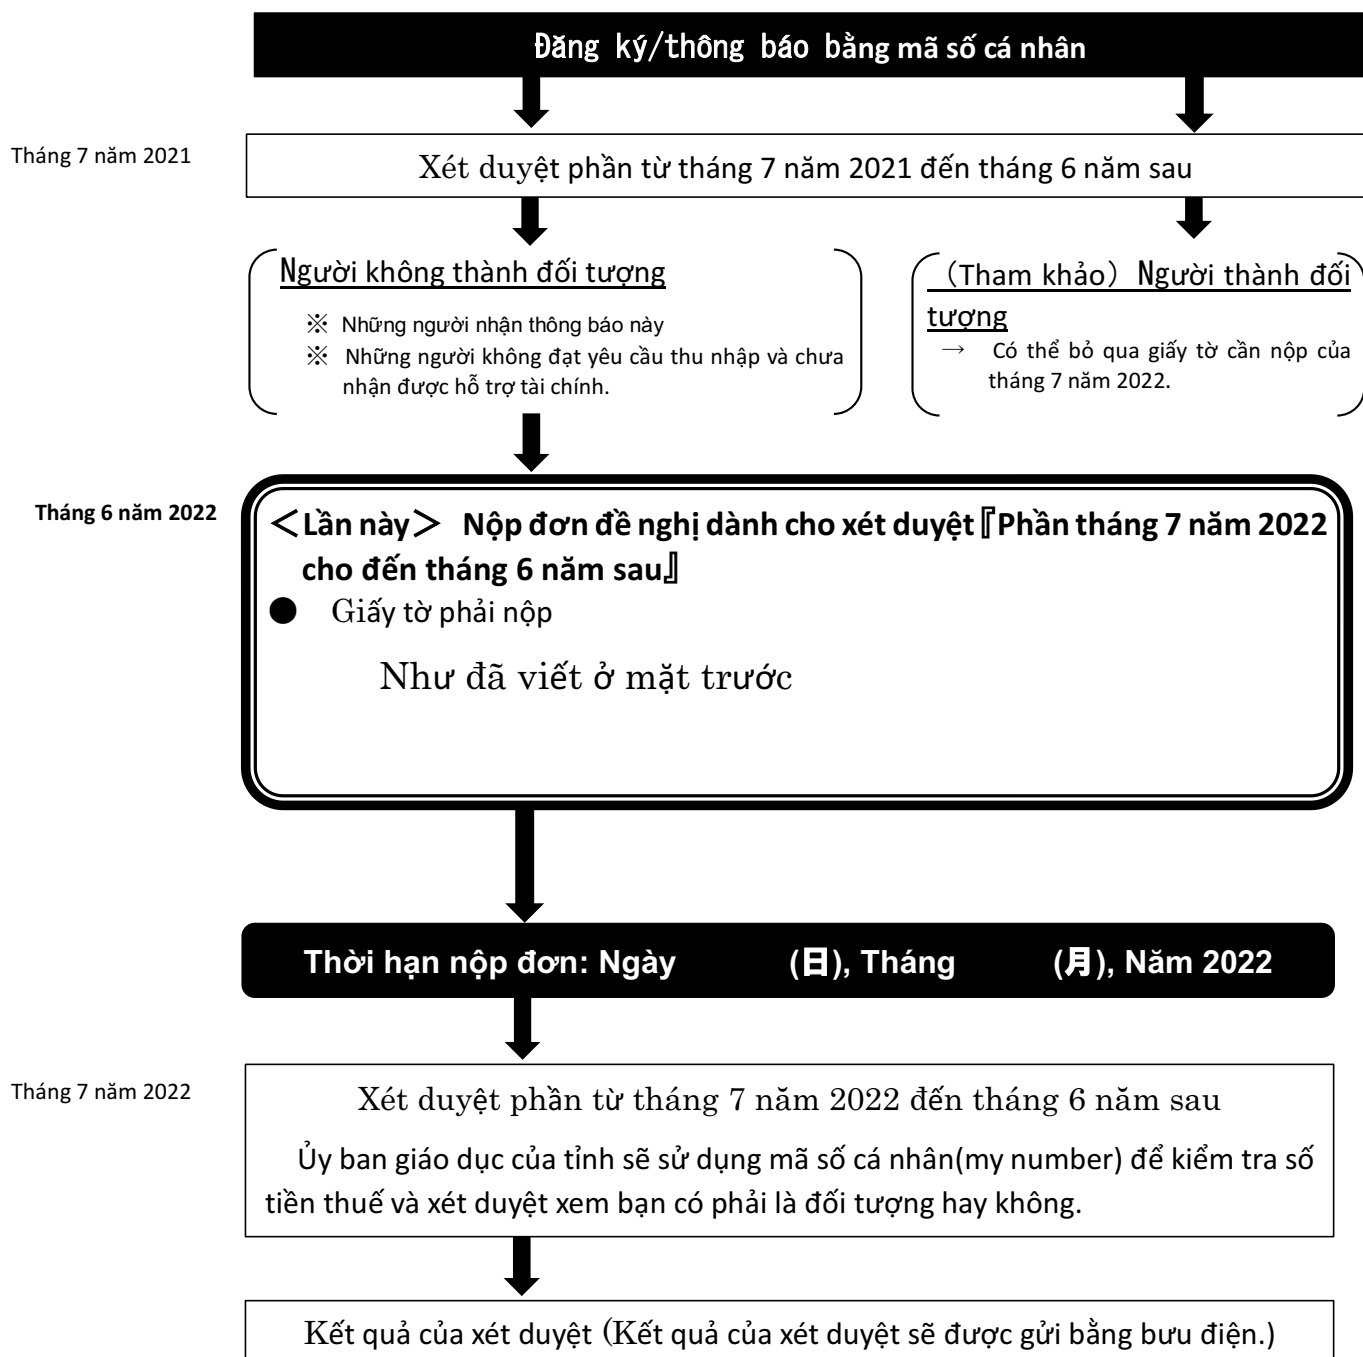 Đăng ký/thông báo bằng mã số cá nhân
Tháng 7 năm 2021
Xét duyệt phần từ tháng 7 năm 2021 đến tháng 6 năm sau
Người không thành đối tượng
※ Những người nhận thông báo này
※ Những người không đạt yêu cầu thu nhập và chưa
nhận được hỗ trợ tài chính.
（Tham khảo） Người thành đối
tượng
→ Có thể bỏ qua giấy tờ cần nộp của
tháng 7 năm 2022.
Tháng 6 năm 2022
＜Lần này＞ Nộp đơn đề nghị dành cho xét duyệt『Phần tháng 7 năm 2022
cho đến tháng 6 năm sau』
● Giấy tờ phải nộp
Như đã viết ở mặt trước
Thời hạn nộp đơn: Ngày (日), Tháng (月), Năm 2022
Tháng 7 năm 2022
Xét duyệt phần từ tháng 7 năm 2022 đến tháng 6 năm sau
Ủy ban giáo dục của tỉnh sẽ sử dụng mã số cá nhân(my number) để kiểm tra số
tiền thuế và xét duyệt xem bạn có phải là đối tượng hay không.
Kết quả của xét duyệt (Kết quả của xét duyệt sẽ được gửi bằng bưu điện.)